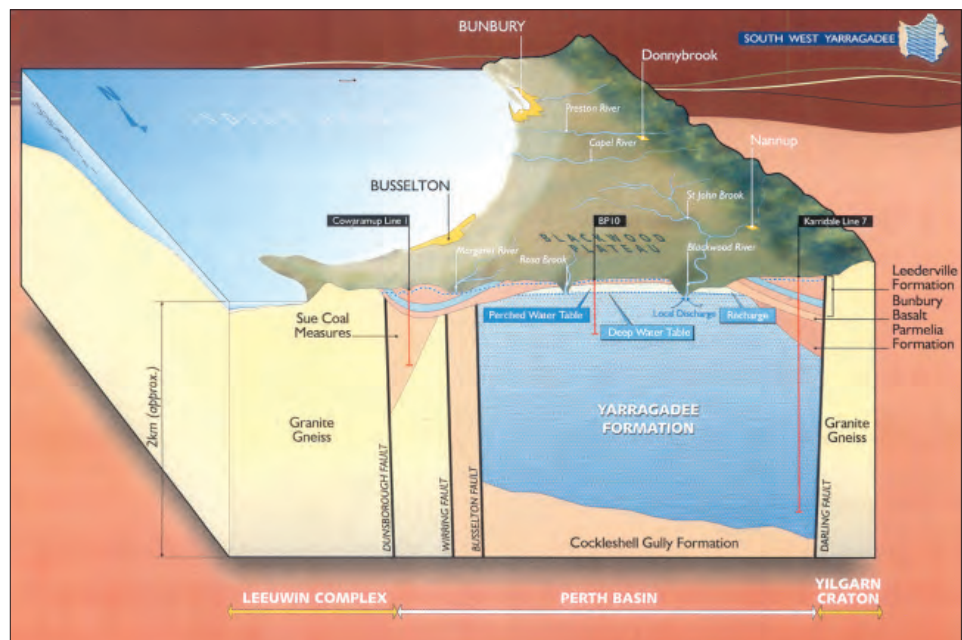 SOUTH WEST YARRAGADEE
BUNBURY
Donnybrook
Preston River
Capel River
Nannup
N
BUSSELTON
St John Brook
Cowaramup Line 1
BP10
Karridale Line 7
BLACKWOOD
PLATEAU
Margaret River
Rosa Brook
Blackwood River
Leederville
Formation
Bunbury
Basalt
Parmelia
Formation
Sue Coal
Measures
Perched Water Table
Local Discharge
Recharge
Deep Water Table
2km (approx.)
Granite
Gneiss
YARRAGADEE
FORMATION
Granite
Gneiss
DUNSBOROUGH FAULT
WIRRING FAULT
BUSSELTON FAULT
DARLING FAULT
Cockleshell Gully Formation
LEEUWIN COMPLEX
PERTH BASIN
YILGARN
CRATON